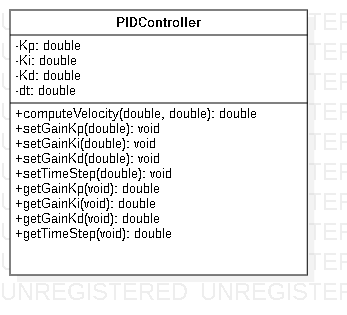 PIDController
-Kp: double
-Ki: double
-Kd: double
-dt: double
+computeVelocity(double, double): double
+setGainKp(double): void
+setGainKi(double): void
+setGainKd(double): void
+setTimeStep(double): void
+getGainKp(void): double
+getGainKi(void): double
+getGainKd(void): double
+getTimeStep(void): double
UNREGISTERED UNREGISTE